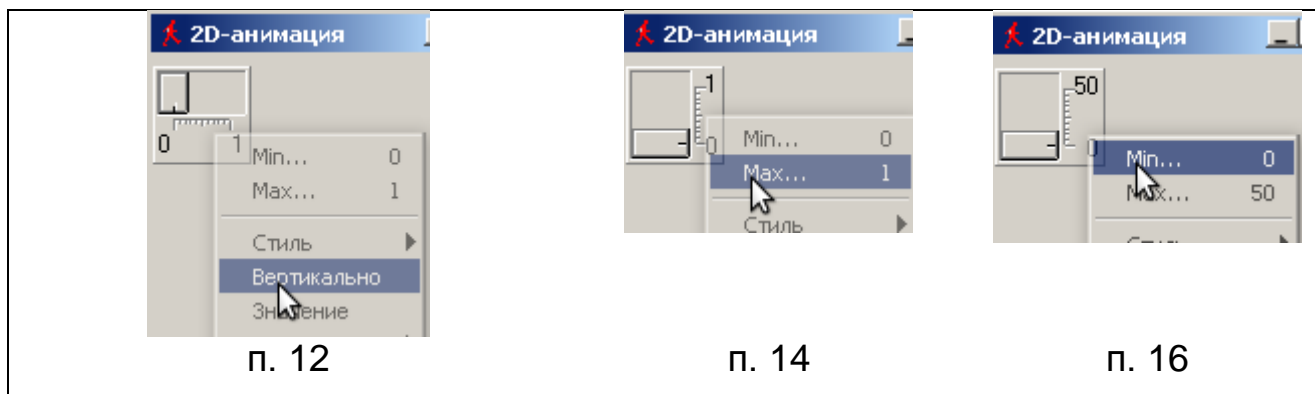 2D-анимация
0 1
Min... 0
Max... 1
Стиль
Вертикально
Значение
п. 12
2D-анимация
1
0
Min... 0
Max... 1
Стиль
п. 14
2D-анимация
50
0
Min... 0
Max... 50
п. 16